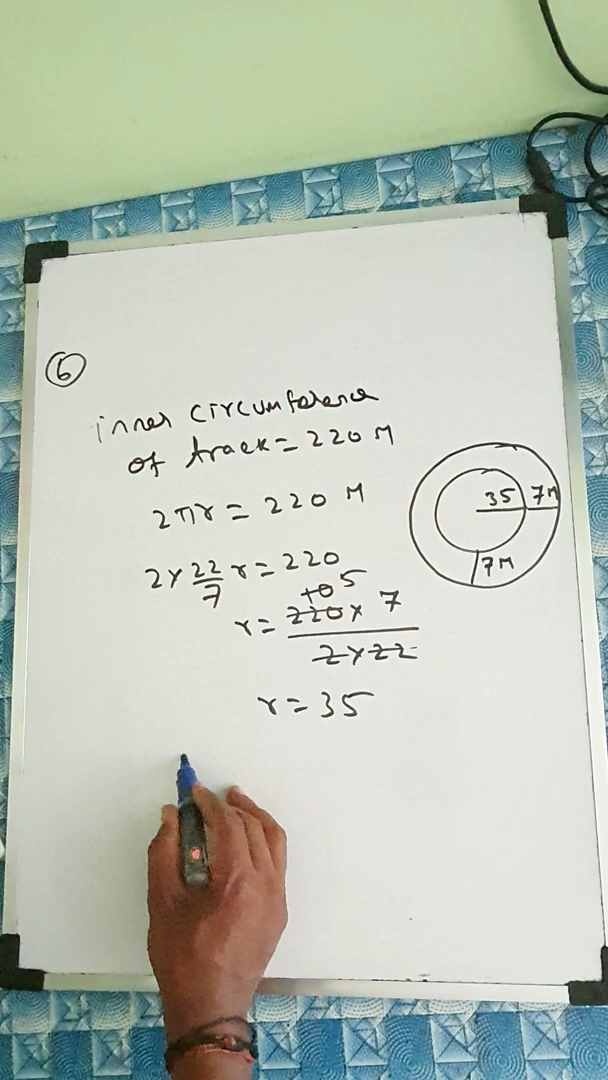 6
inner circumference
of track = 220 M
2πr = 220 M
2 × 22/7 r = 220
r = 220 × 7 / 2 × 22
10 5
r = 35
35 7M
7M